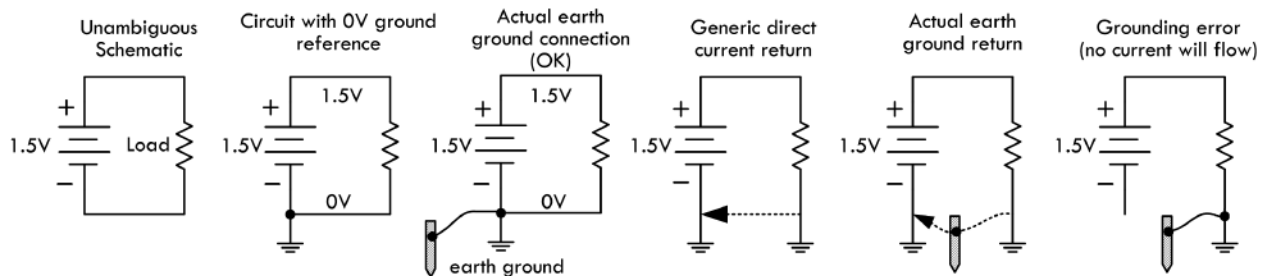 Unambiguous
Schematic
+
1.5V
Load
−
Circuit with 0V ground
reference
+
1.5V
1.5V
−
0V
Actual earth
ground connection
(OK)
+
1.5V
1.5V
−
0V
earth ground
Generic direct
current return
+
1.5V
−
Actual earth
ground return
+
1.5V
−
Grounding error
(no current will flow)
+
1.5V
−